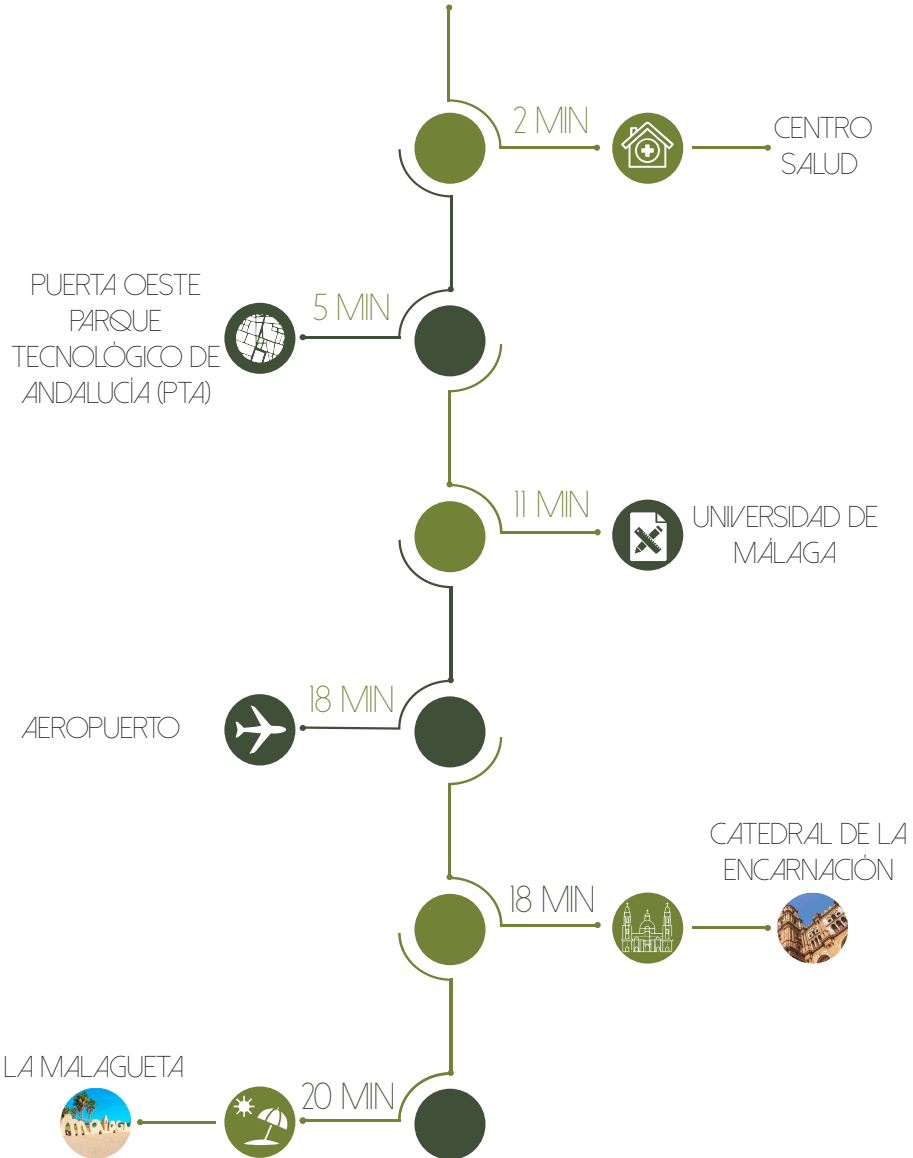 2 MIN
CENTRO
SALUD
PUERTA OESTE
PARQUE
TECNOLÓGICO DE
ANDALUCÍA (PTA)
5 MIN
11 MIN
UNIVERSIDAD DE
MÁLAGA
AEROPUERTO
18 MIN
CATEDRAL DE LA
ENCARNACIÓN
18 MIN
LA MALAGUETA
20 MIN